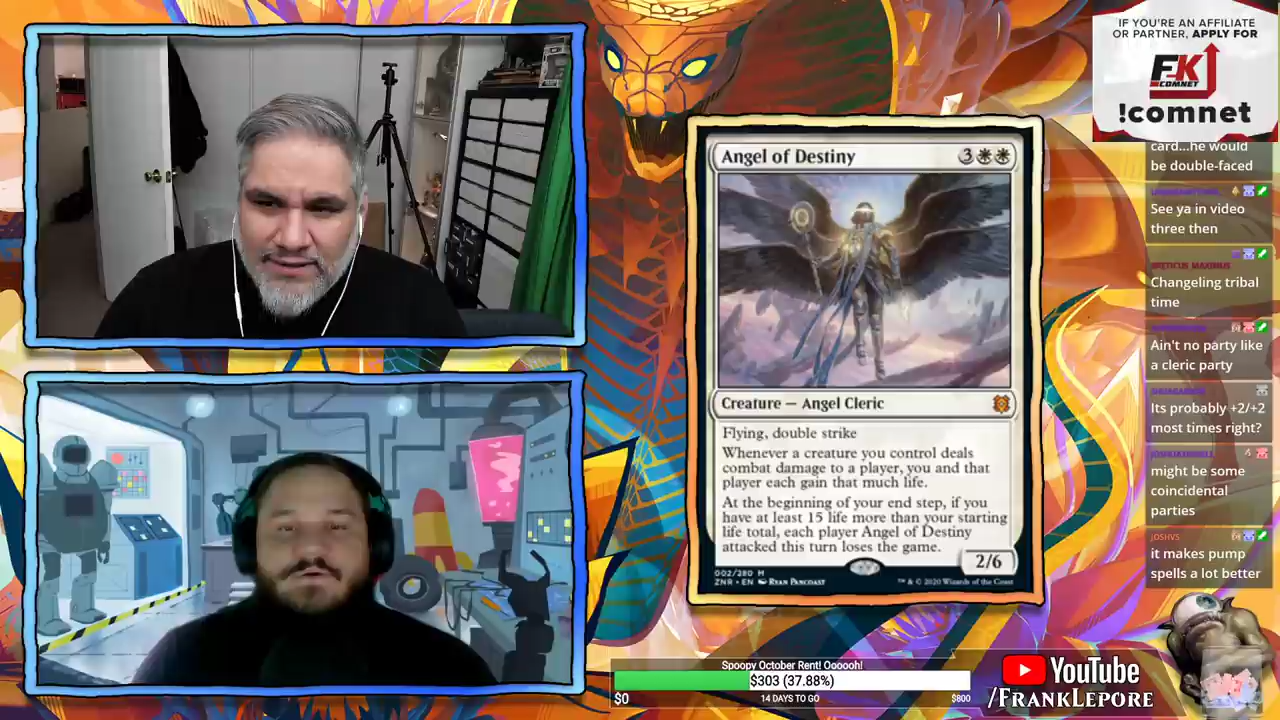 IF YOU'RE AN AFFILIATE
OR PARTNER, APPLY FOR
COMNET
!comnet
Angel of Destiny 3
Creature — Angel Cleric
Flying, double strike
Whenever a creature you control deals
combat damage to a player, you and that
player each gain that much life.
At the beginning of your end step, if you
have at least 15 life more than your starting
life total, each player Angel of Destiny
attacked this turn loses the game.
2/6
002/280 M
ZNR • EN RYAN PANCOAST
™ & © 2020 Wizards of the Coast
card...he would
be double-faced
See ya in video
three then
Changeling tribal
time
Ain't no party like
a cleric party
Its probably +2/+2
most times right?
might be some
coincidental
parties
JOSHVS
it makes pump
spells a lot better
Spoopy October Rent! Oooooh!
$303 (37.88%)
$0
14 DAYS TO GO
$800
YouTube
/FRANKLEPORE